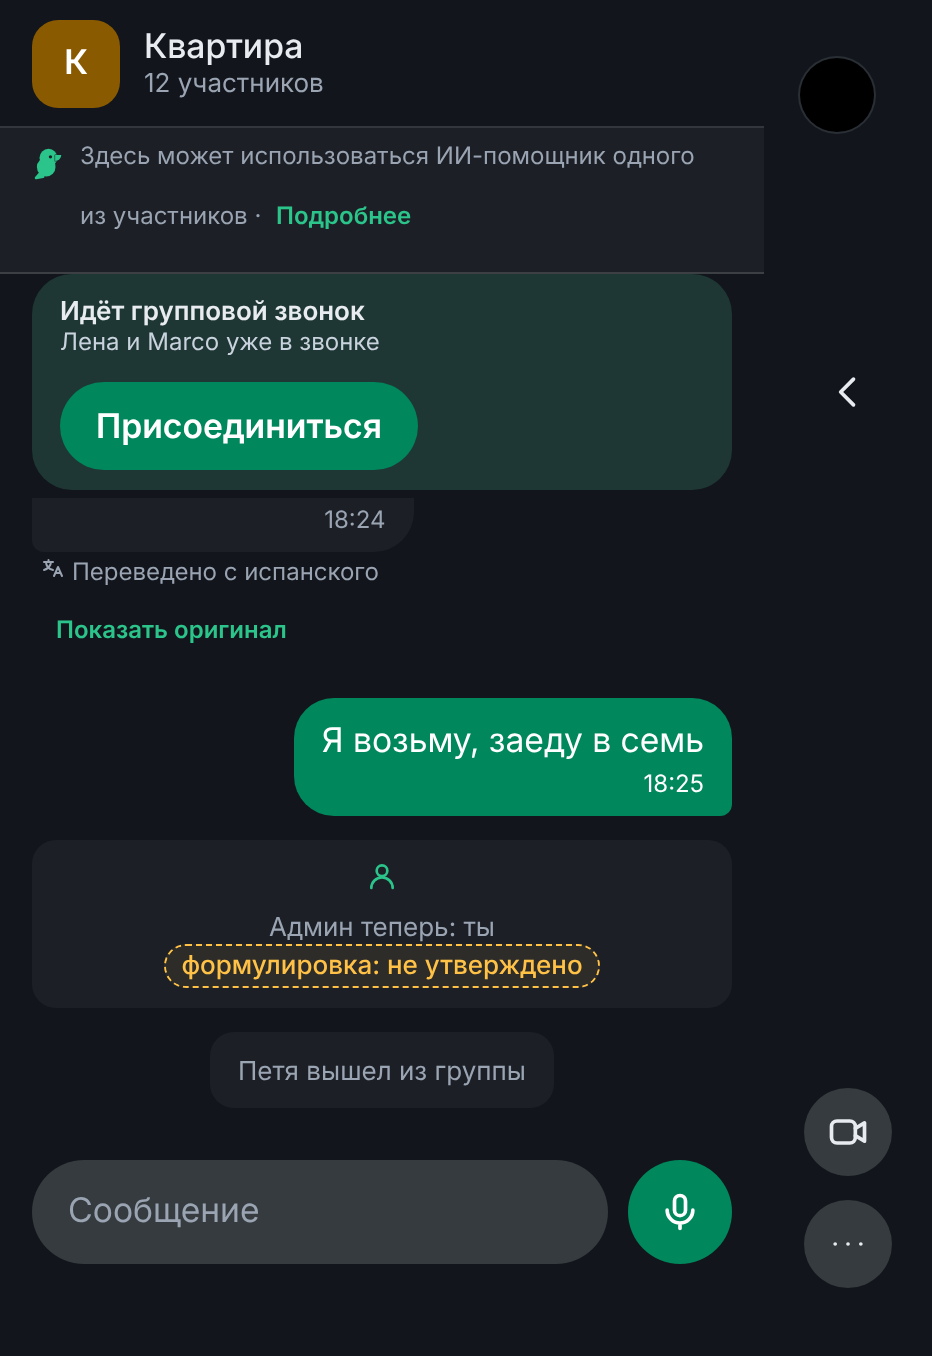 К
Квартира
12 участников
Здесь может использоваться ИИ-помощник одного
из участников · Подробнее
Идёт групповой звонок
Лена и Marco уже в звонке
Присоединиться
18:24
Переведено с испанского
Показать оригинал
Я возьму, заеду в семь
18:25
Админ теперь: ты
формулировка: не утверждено
Петя вышел из группы
Сообщение